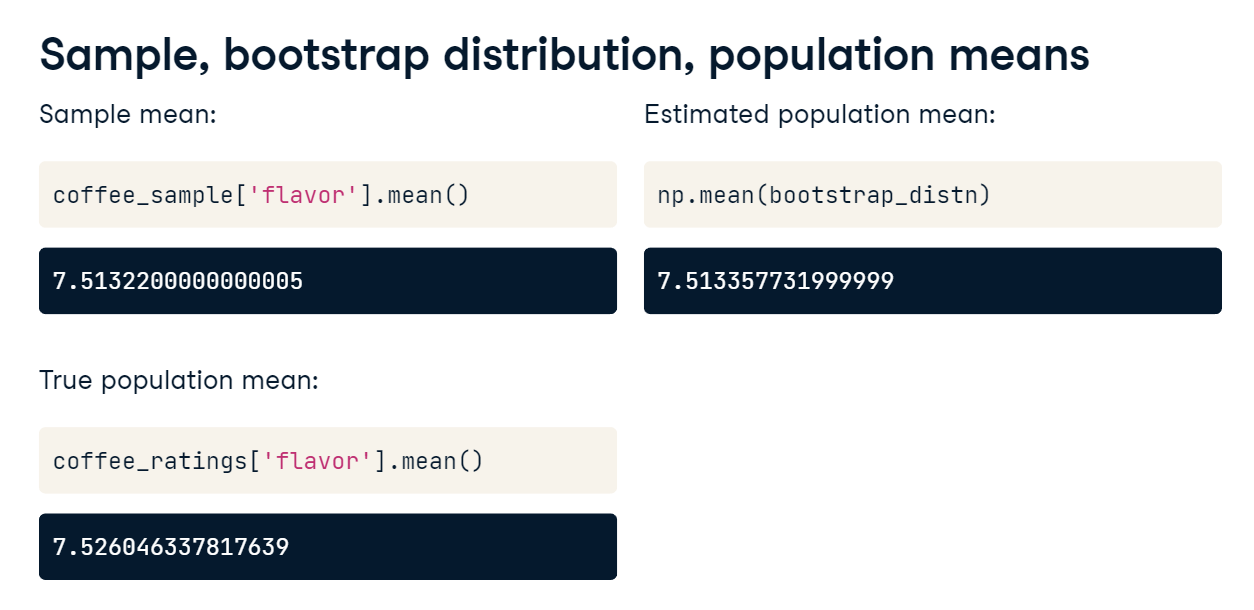 Sample, bootstrap distribution, population means
Sample mean:
coffee_sample['flavor'].mean()
7.5132200000000005
Estimated population mean:
np.mean(bootstrap_distn)
7.513357731999999
True population mean:
coffee_ratings['flavor'].mean()
7.526046337817639